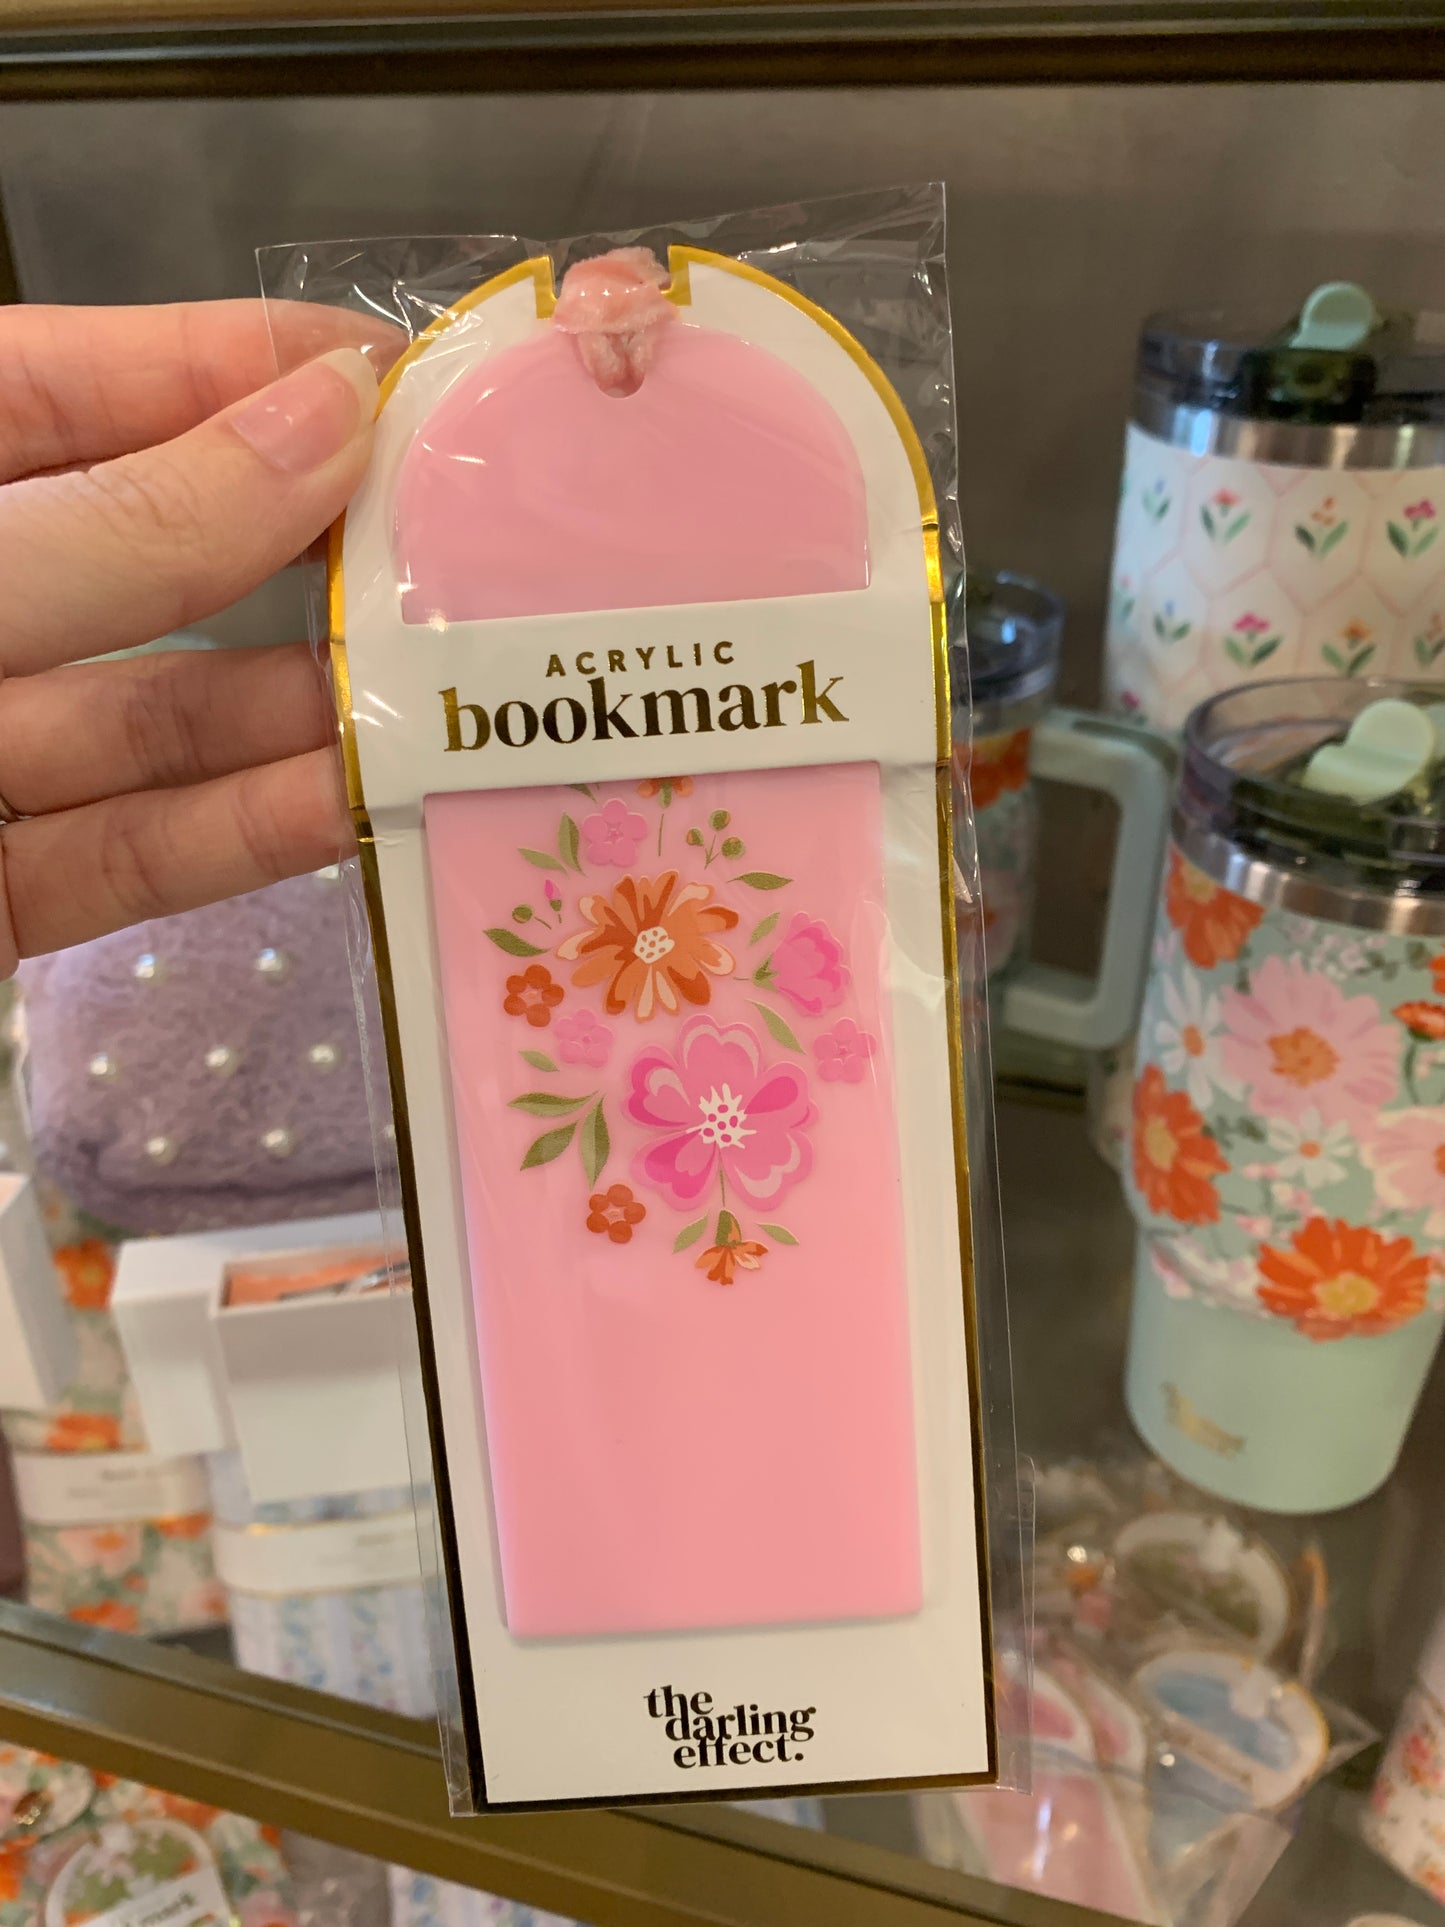 ACRYLIC
bookmark
the
darling
effect.